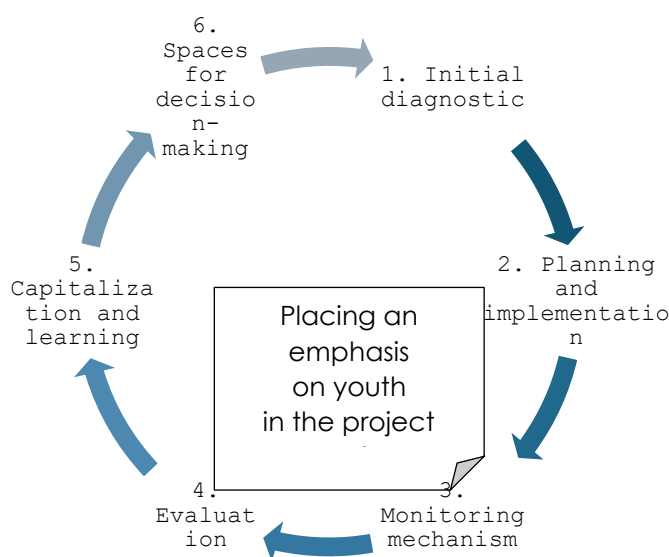 6.
Spaces
for
decisio
n-
making
1. Initial
diagnostic
2. Planning
and
implementatio
n
3.
Monitoring
mechanism
4.
Evaluat
ion
5.
Capitaliza
tion and
learning
Placing an
emphasis
on youth
in the project